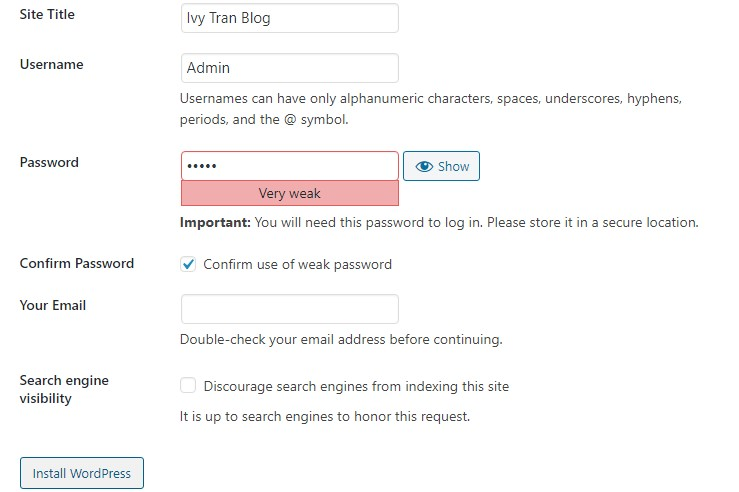 Site Title
Ivy Tran Blog
Username
Admin
Usernames can have only alphanumeric characters, spaces, underscores, hyphens,
periods, and the @ symbol.
Password
•••••
Show
Very weak
Important: You will need this password to log in. Please store it in a secure location.
Confirm Password
Confirm use of weak password
Your Email
Double-check your email address before continuing.
Search engine
visibility
Discourage search engines from indexing this site
It is up to search engines to honor this request.
Install WordPress